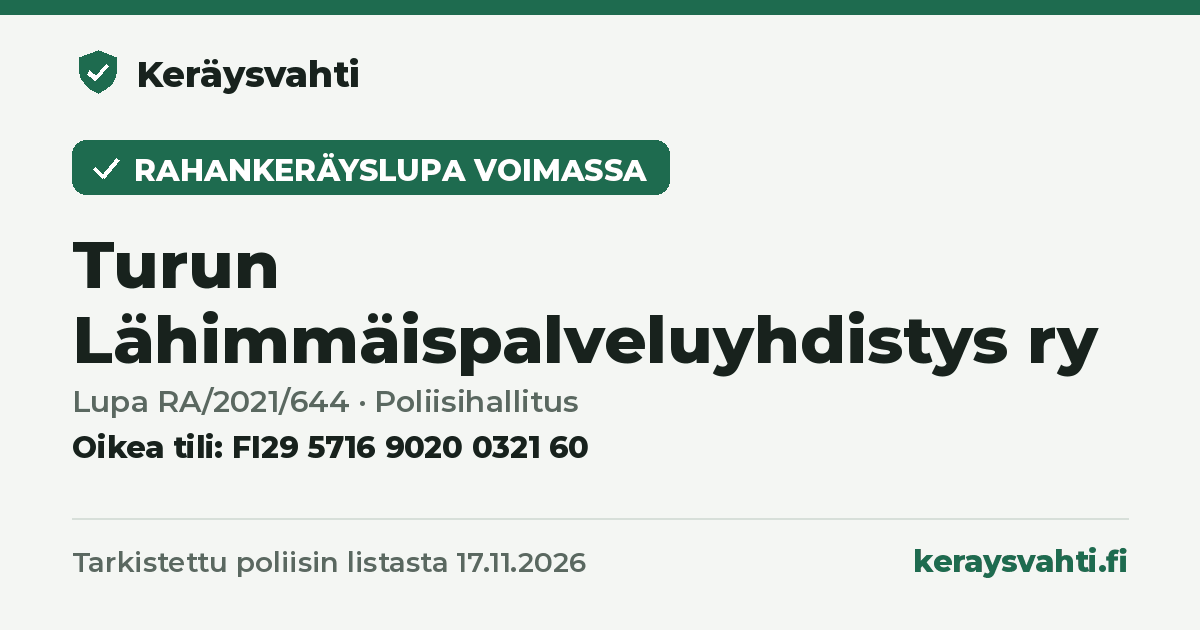 Keräysvahti
RAHANKERÄYSLUPA VOIMASSA
Turun
Lähimmäispalveluyhdistys ry
Lupa RA/2021/644 · Poliisihallitus
Oikea tili: FI29 5716 9020 0321 60
Tarkistettu poliisin listasta 17.11.2026
keraysvahti.fi